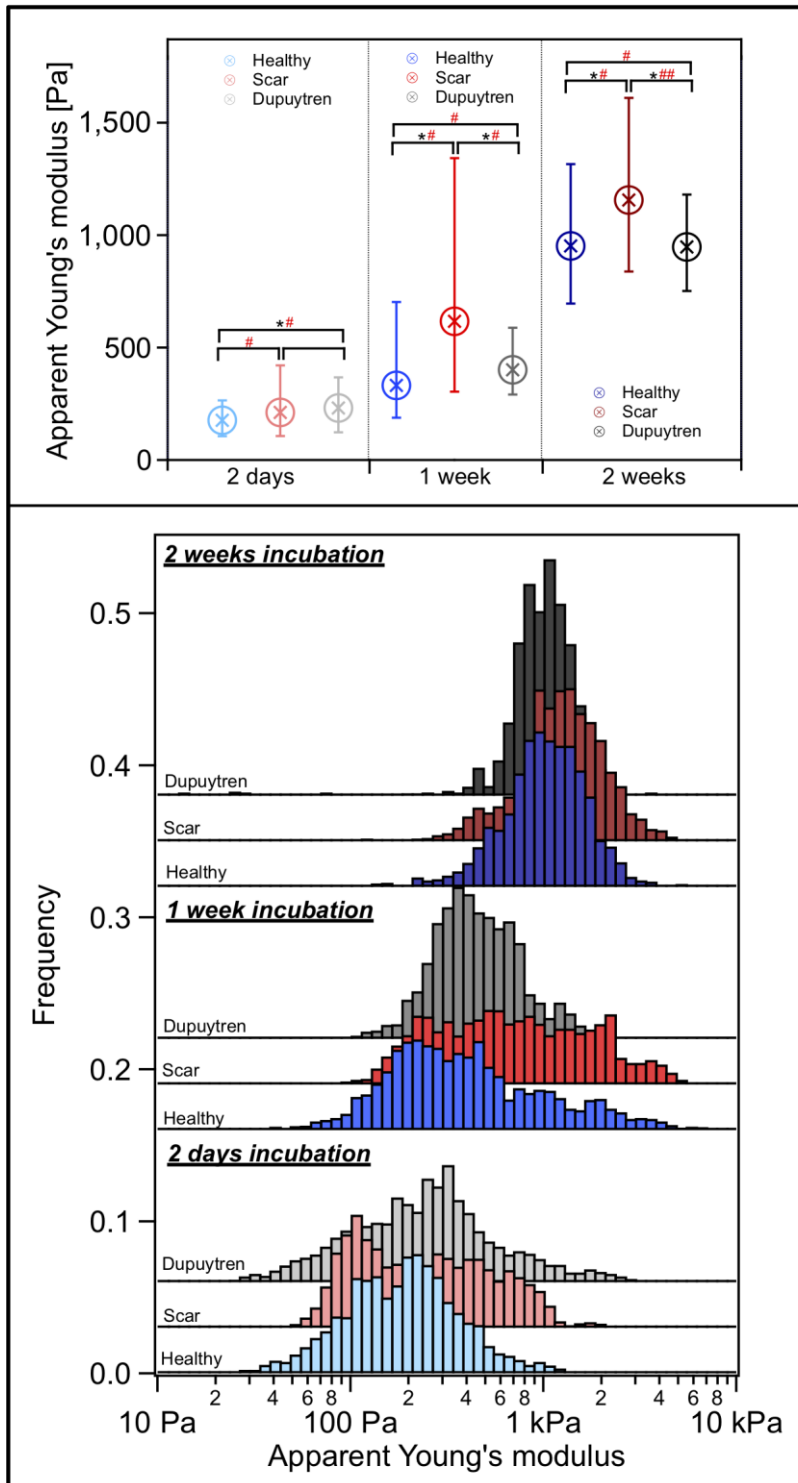 Apparent Young's modulus [Pa]
1,500
1,000
500
0
Healthy
Scar
Dupuytren
*#
#
2 days
Healthy
Scar
Dupuytren
#
*# *#
1 week
#
*# *##
Healthy
Scar
Dupuytren
2 weeks
Frequency
0.5
0.4
0.3
0.2
0.1
0.0
2 weeks incubation
Dupuytren
Scar
Healthy
1 week incubation
Dupuytren
Scar
Healthy
2 days incubation
Dupuytren
Scar
Healthy
2 4 6 8 2 4 6 8 2 4 6 8
10 Pa 100 Pa 1 kPa 10 kPa
Apparent Young's modulus